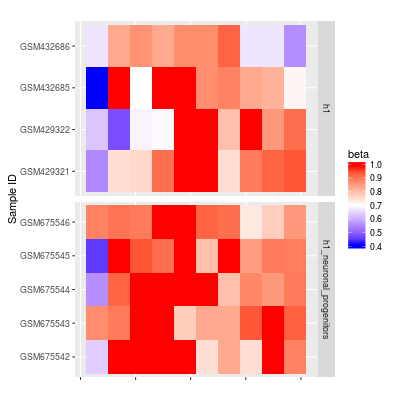 GSM432686
GSM432685
GSM429322
GSM429321
h1
GSM675546
GSM675545
GSM675544
GSM675543
GSM675542
h1_neuronal_progenitors
Sample ID
beta
1.0
0.9
0.8
0.7
0.6
0.5
0.4